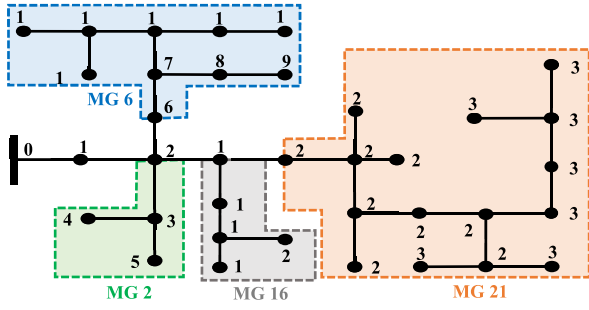 1 1 1 1 1
1 7 8 9
MG 6 6
2 3
3 3
0 1 2 1 2 2 2
3
4 3 1 2 2 3
1 2
5 1 2 2 3 2 3
MG 2 MG 16 MG 21